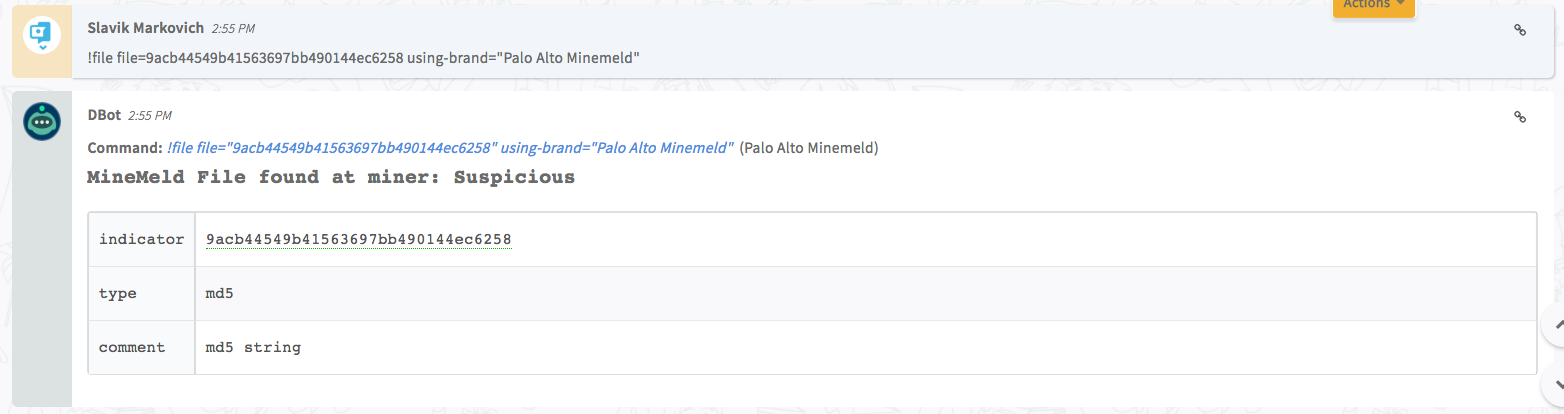 Actions
Slavik Markovich 2:55 PM
!file file=9acb44549b41563697bb490144ec6258 using-brand="Palo Alto Minemeld"
DBot 2:55 PM
Command: !file file="9acb44549b41563697bb490144ec6258" using-brand="Palo Alto Minemeld" (Palo Alto Minemeld)
MineMeld File found at miner: Suspicious
indicator 9acb44549b41563697bb490144ec6258
type md5
comment md5 string